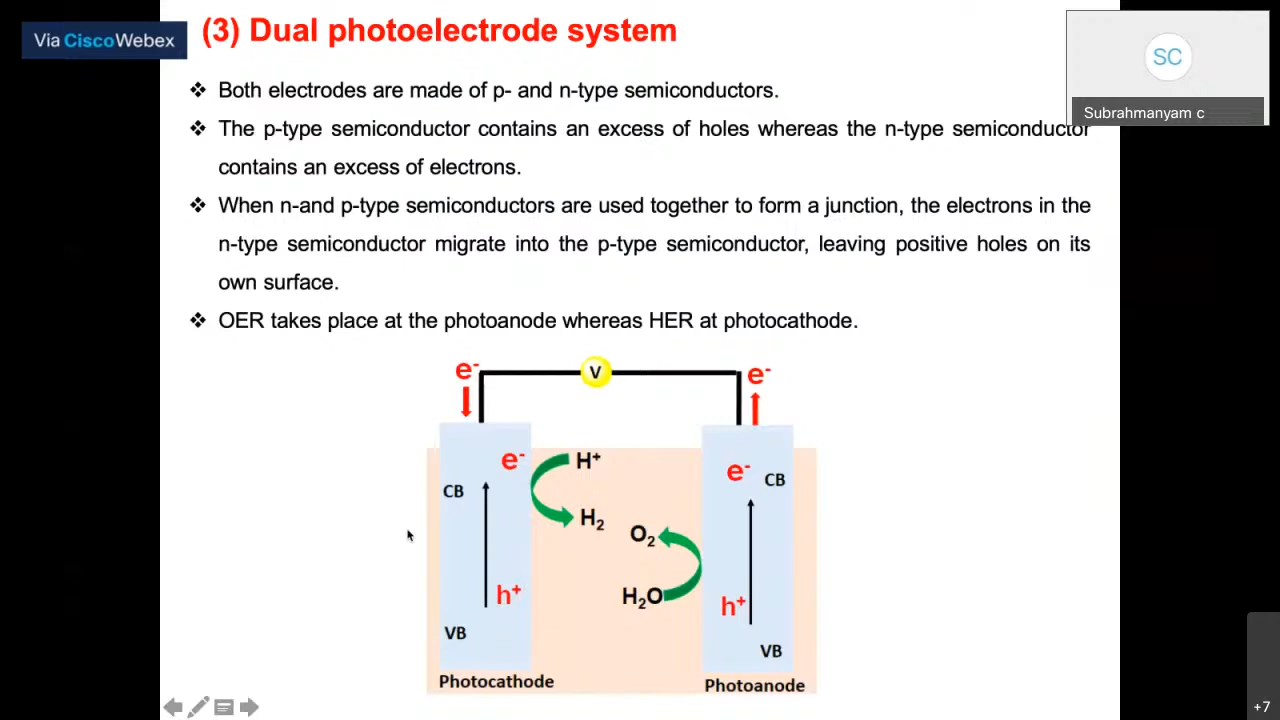 Via Cisco Webex
(3) Dual photoelectrode system
SC
Subrahmanyam c
❖ Both electrodes are made of p- and n-type semiconductors.
❖ The p-type semiconductor contains an excess of holes whereas the n-type semiconductor
contains an excess of electrons.
❖ When n-and p-type semiconductors are used together to form a junction, the electrons in the
n-type semiconductor migrate into the p-type semiconductor, leaving positive holes on its
own surface.
❖ OER takes place at the photoanode whereas HER at photocathode.
e⁻
V
e⁻
e⁻
H⁺
e⁻
CB
CB
H₂
O₂
h⁺
H₂O
h⁺
VB
VB
Photocathode
Photoanode
+7